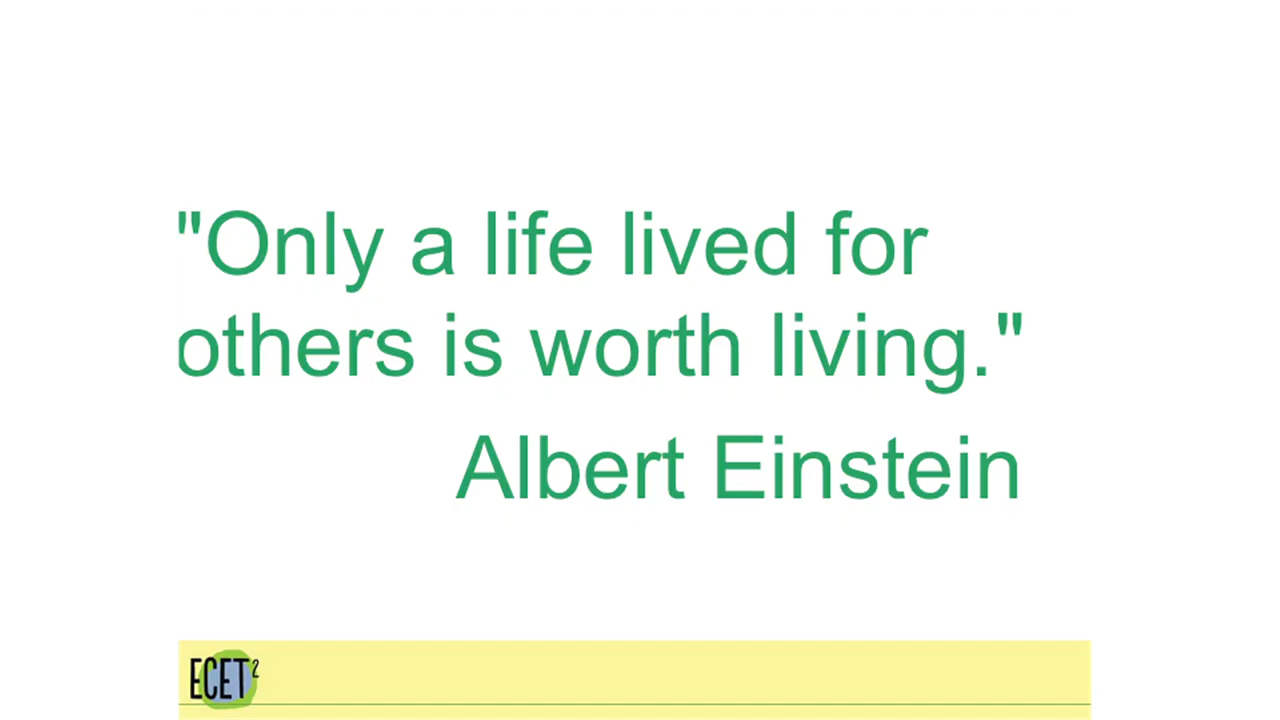 "Only a life lived for
others is worth living."
Albert Einstein
ECET²